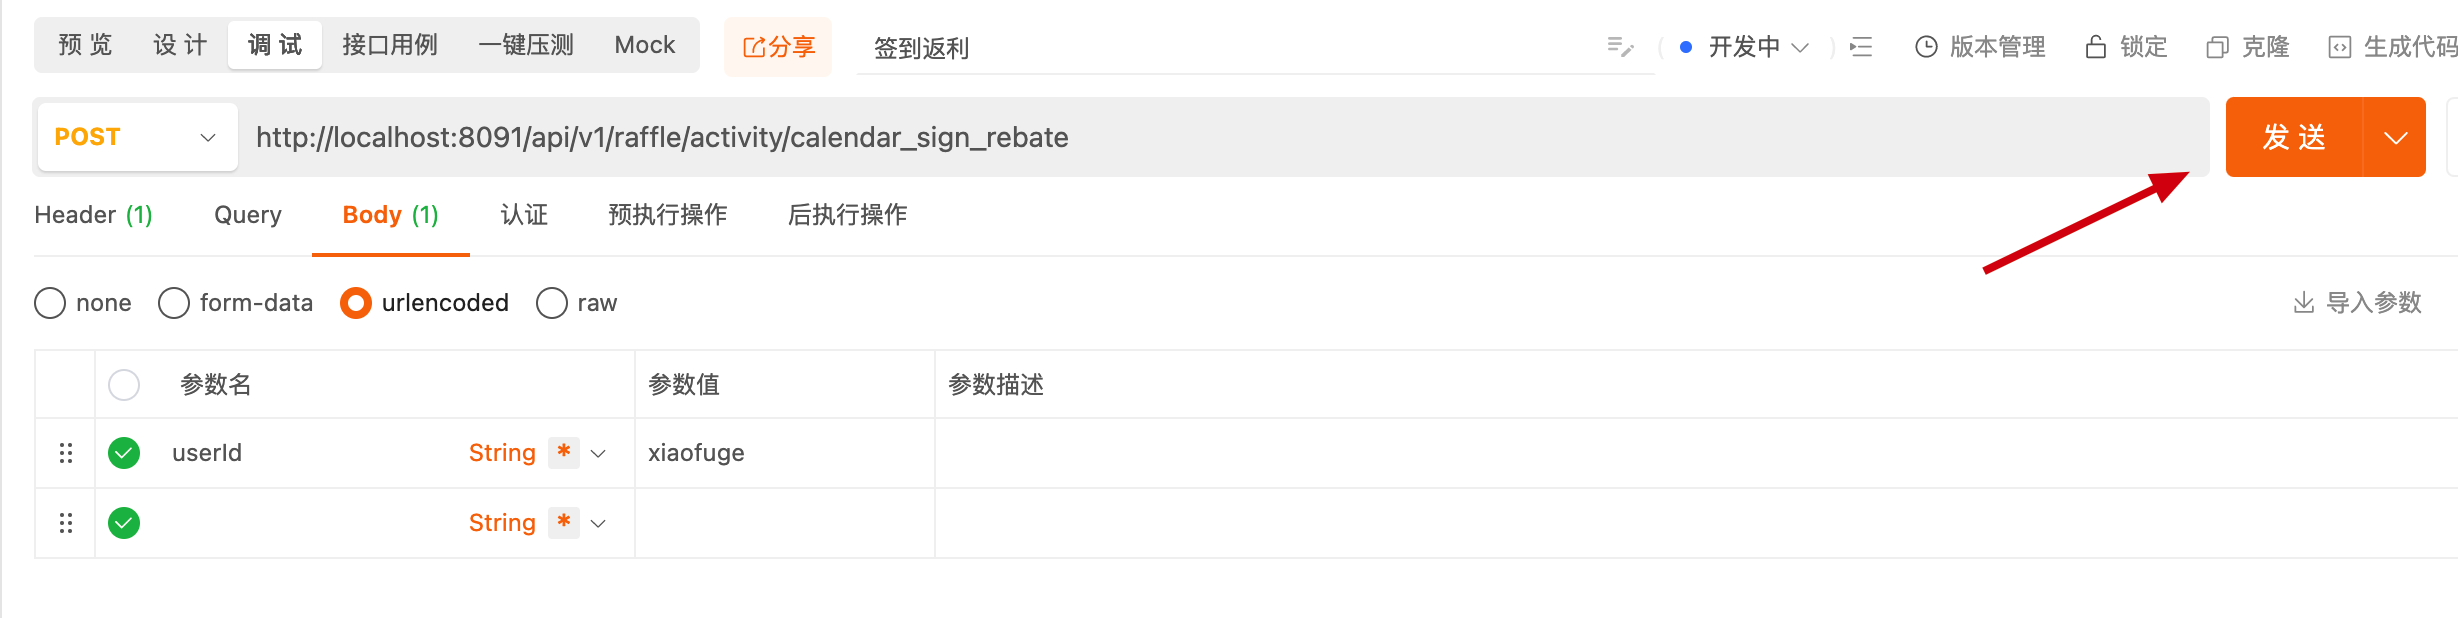 预 览 设 计 调 试 接口用例 一键压测 Mock 分享 签到返利 ( 开发中 ) 版本管理 锁定 克隆 生成代码
POST http://localhost:8091/api/v1/raffle/activity/calendar_sign_rebate 发 送
Header (1) Query Body (1) 认证 预执行操作 后执行操作
none form-data urlencoded raw 导入参数
参数名 参数值 参数描述
userId String * xiaofuge
String *